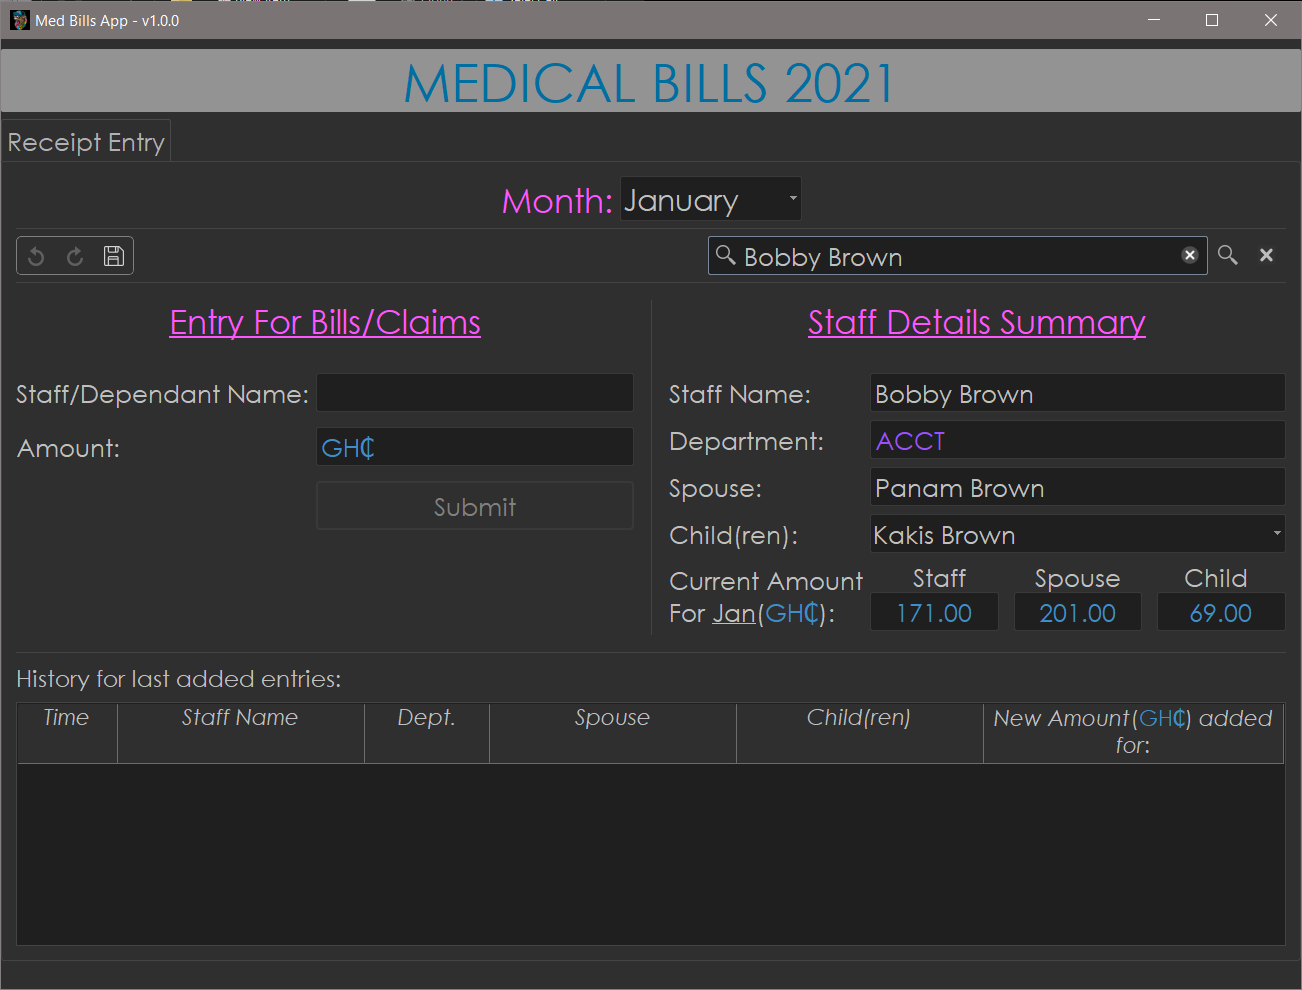 Med Bills App - v1.0.0
MEDICAL BILLS 2021
Receipt Entry
Month: January
Bobby Brown
Entry For Bills/Claims
Staff/Dependant Name:
Amount: GH₵
Submit
Staff Details Summary
Staff Name: Bobby Brown
Department: ACCT
Spouse: Panam Brown
Child(ren): Kakis Brown
Current Amount
For Jan(GH₵):
Staff Spouse Child
171.00 201.00 69.00
History for last added entries:
Time Staff Name Dept. Spouse Child(ren) New Amount(GH₵) added
for: